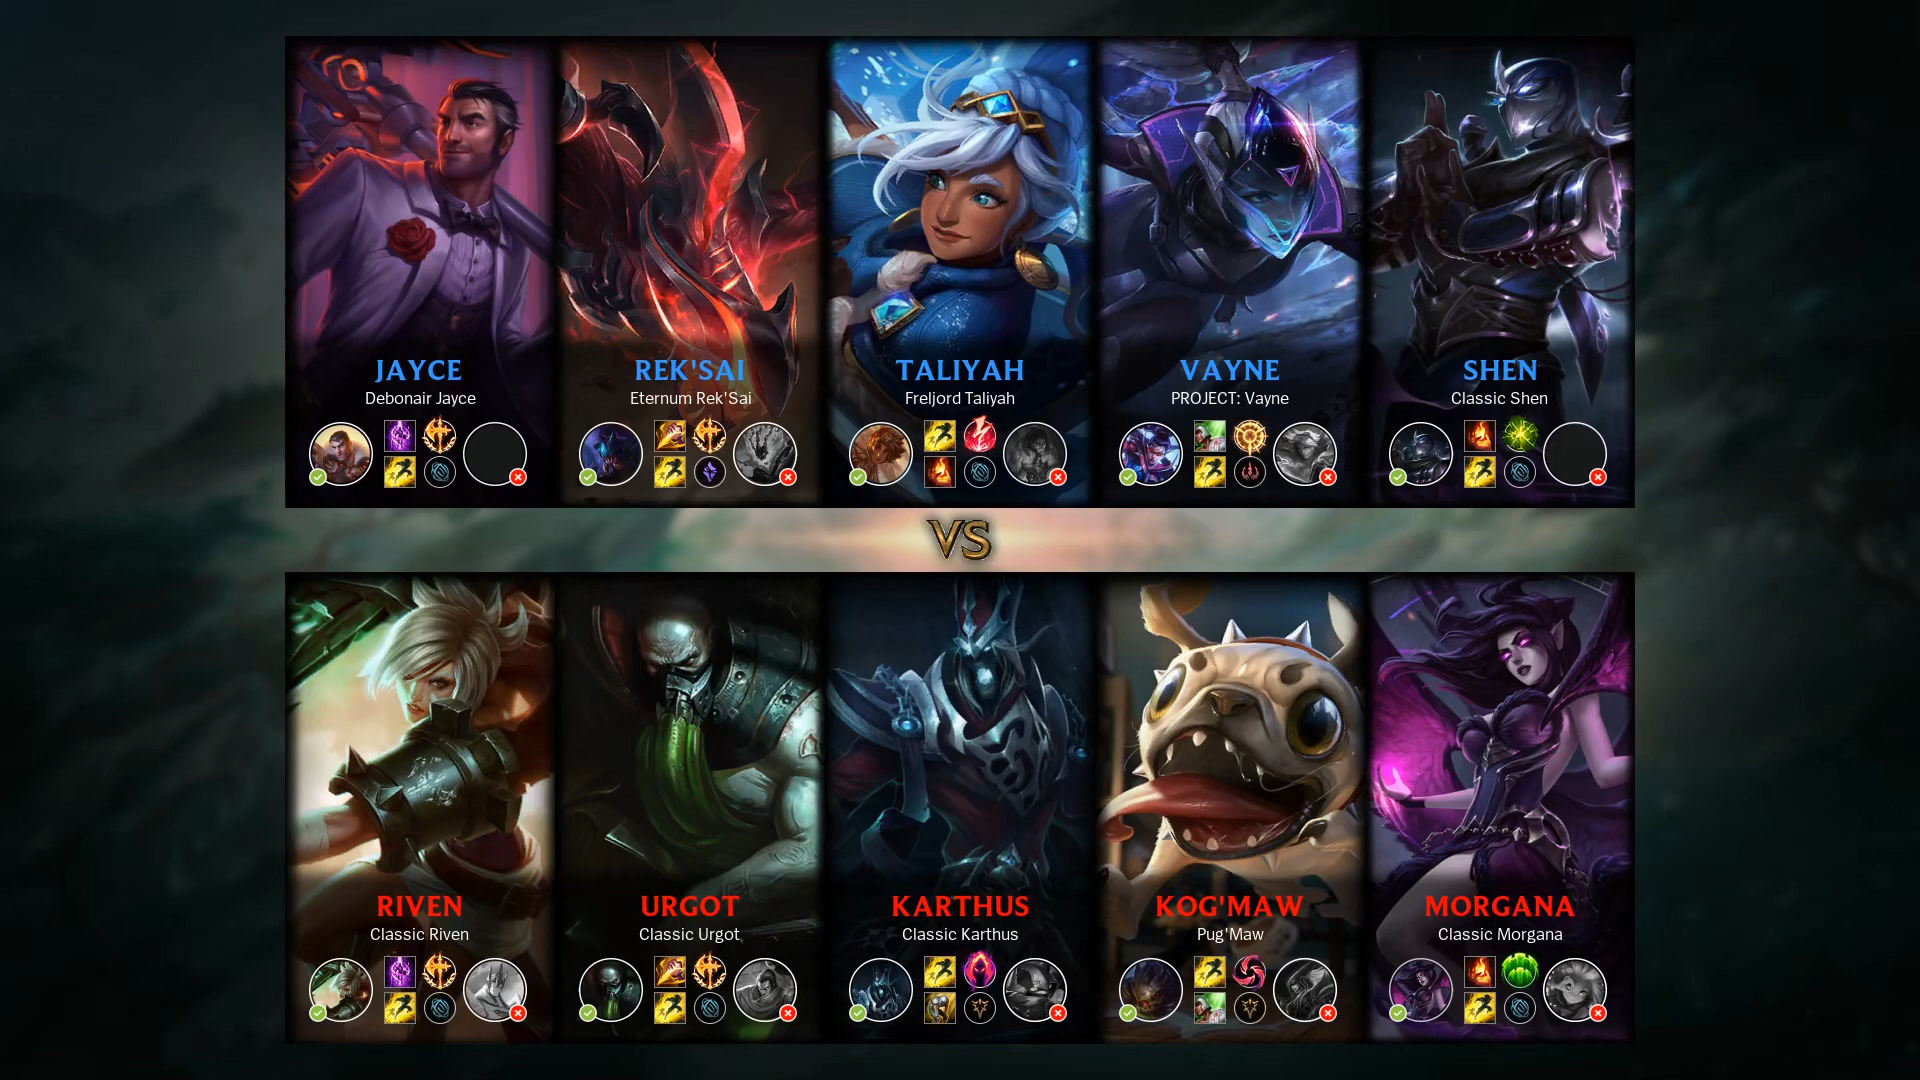 JAYCE
Debonair Jayce
REK'SAI
Eternum Rek'Sai
TALIYAH
Freljord Taliyah
VAYNE
PROJECT: Vayne
SHEN
Classic Shen
VS
RIVEN
Classic Riven
URGOT
Classic Urgot
KARTHUS
Classic Karthus
KOG'MAW
Pug'Maw
MORGANA
Classic Morgana